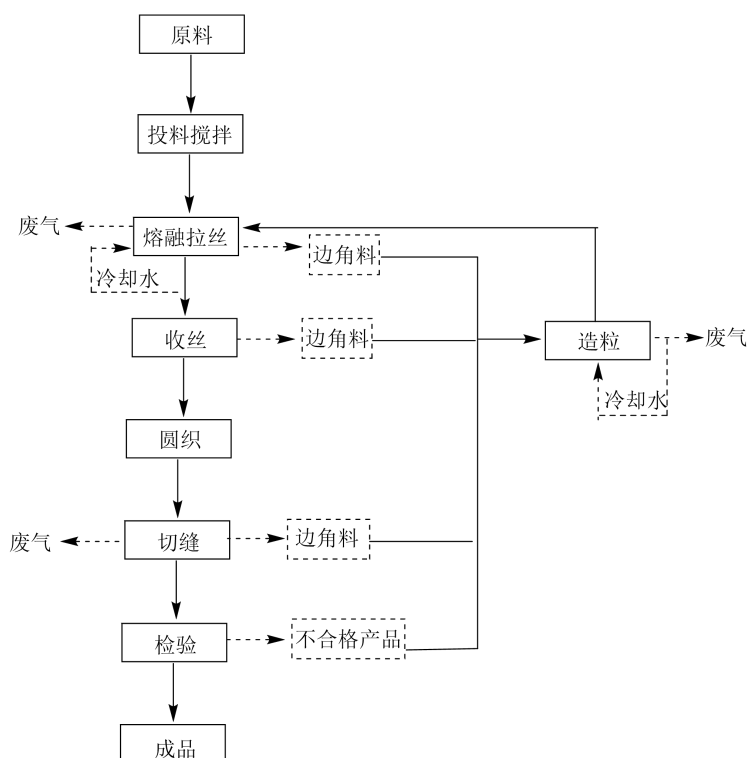 原料
投料搅拌
废气
熔融拉丝
边角料
冷却水
收丝
边角料
造粒
废气
冷却水
圆织
废气
切缝
边角料
检验
不合格产品
成品